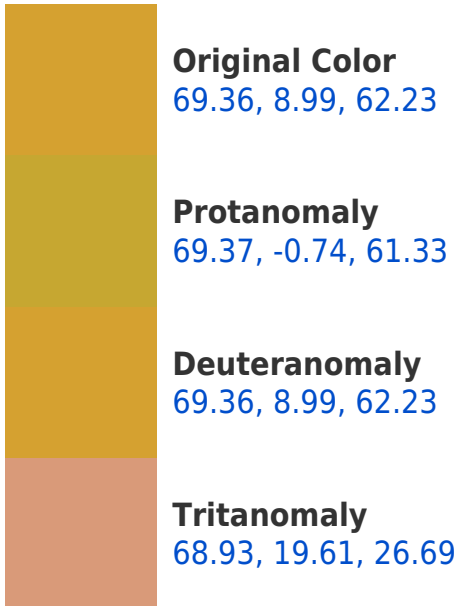 Original Color
69.36, 8.99, 62.23
Protanomaly
69.37, -0.74, 61.33
Deuteranomaly
69.36, 8.99, 62.23
Tritanomaly
68.93, 19.61, 26.69